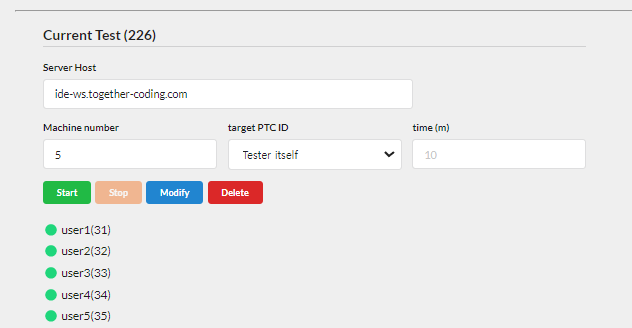 Current Test (226)
Server Host
ide-ws.together-coding.com
Machine number target PTC ID time (m)
5 Tester itself 10
Start Stop Modify Delete
user1(31)
user2(32)
user3(33)
user4(34)
user5(35)